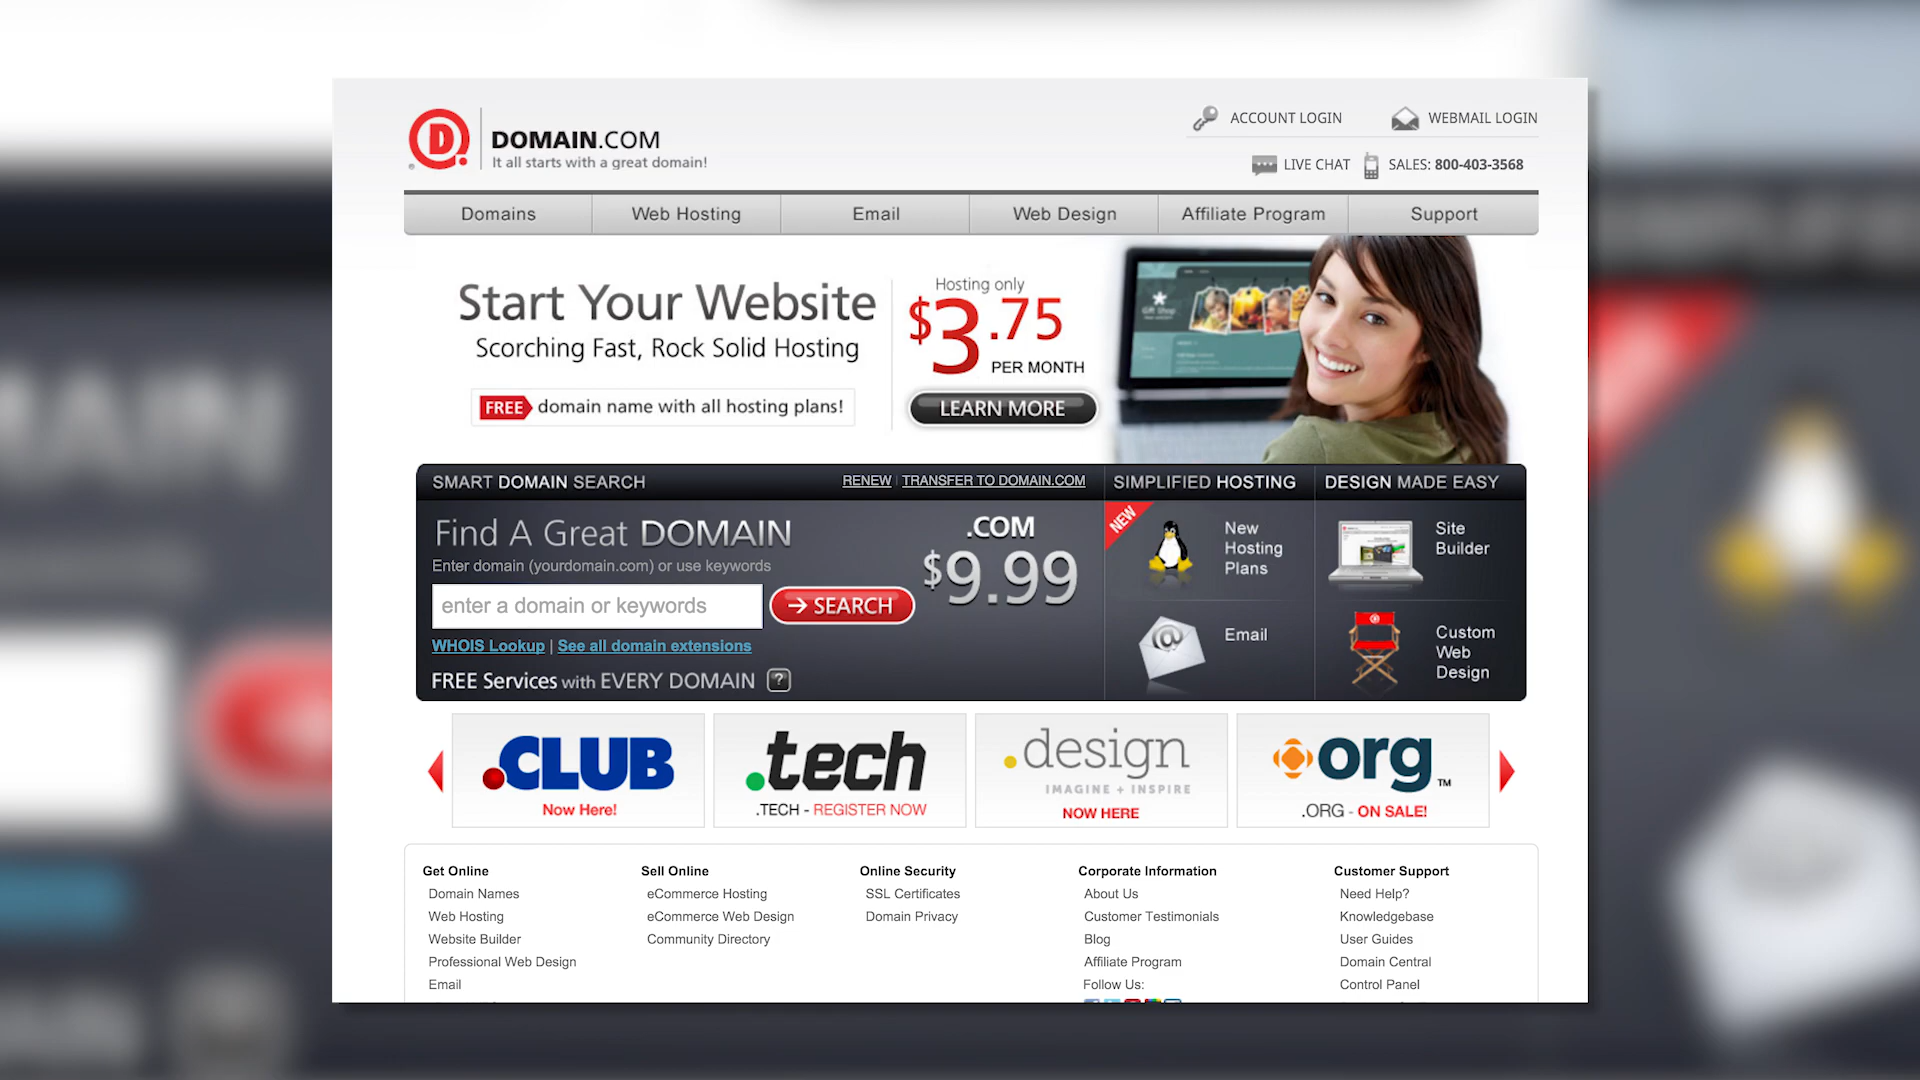 DOMAIN.COM
It all starts with a great domain!
ACCOUNT LOGIN
WEBMAIL LOGIN
LIVE CHAT
SALES: 800-403-3568
Domains
Web Hosting
Email
Web Design
Affiliate Program
Support
Start Your Website
Scorching Fast, Rock Solid Hosting
FREE domain name with all hosting plans!
Hosting only
$3.75
PER MONTH
LEARN MORE
Gift Shop
SMART DOMAIN SEARCH
RENEW | TRANSFER TO DOMAIN.COM
Find A Great DOMAIN
Enter domain (yourdomain.com) or use keywords
enter a domain or keywords
SEARCH
.COM
$9.99
WHOIS Lookup | See all domain extensions
FREE Services with EVERY DOMAIN ?
SIMPLIFIED HOSTING
NEW
New
Hosting
Plans
Email
DESIGN MADE EASY
Site
Builder
Custom
Web
Design
.CLUB
Now Here!
.tech
.TECH - REGISTER NOW
.design
IMAGINE + INSPIRE
NOW HERE
.org TM
.ORG - ON SALE!
Get Online
Domain Names
Web Hosting
Website Builder
Professional Web Design
Email
Sell Online
eCommerce Hosting
eCommerce Web Design
Community Directory
Online Security
SSL Certificates
Domain Privacy
Corporate Information
About Us
Customer Testimonials
Blog
Affiliate Program
Follow Us:
Customer Support
Need Help?
Knowledgebase
User Guides
Domain Central
Control Panel